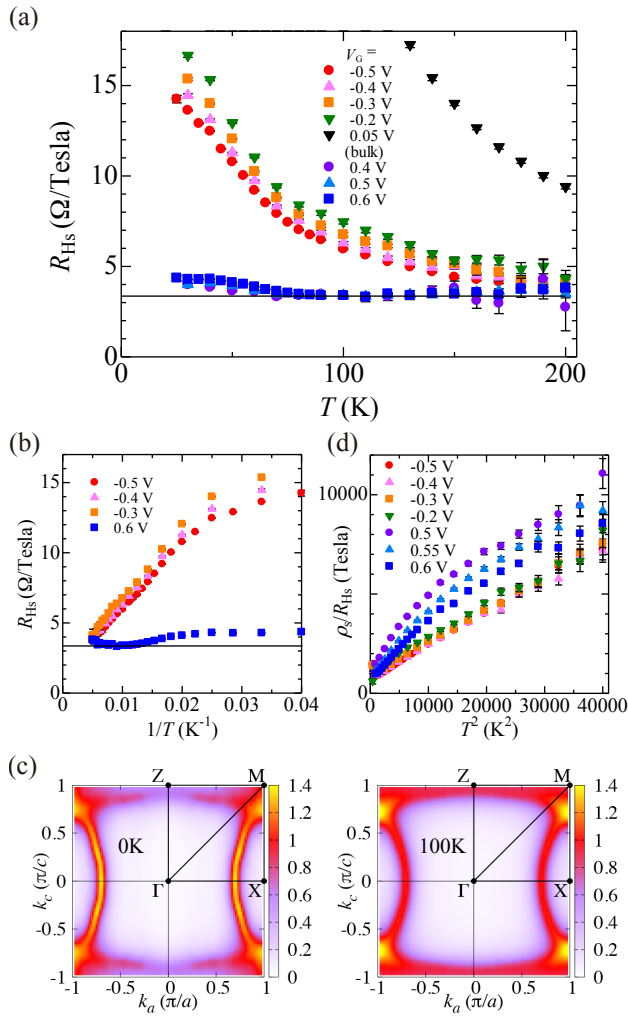 (a)
V_G =
-0.5 V
-0.4 V
-0.3 V
-0.2 V
0.05 V
(bulk)
0.4 V
0.5 V
0.6 V
R_Hs (Ω/Tesla)
15
10
5
0
0
100
200
T (K)
(b)
-0.5 V
-0.4 V
-0.3 V
0.6 V
R_Hs (Ω/Tesla)
15
10
5
0
0
0.01
0.02
0.03
0.04
1/T (K⁻¹)
(d)
-0.5 V
-0.4 V
-0.3 V
-0.2 V
0.5 V
0.55 V
0.6 V
ρ_s/R_Hs (Tesla)
10000
0
0
10000
20000
30000
40000
T² (K²)
(c)
Z
M
0K
Γ
X
k_c (π/c)
1
0.5
0
-0.5
-1
-1
-0.5
0
0.5
1
k_a (π/a)
1.4
1.2
1
0.8
0.6
0.4
0.2
0
Z
M
100K
Γ
X
k_c (π/c)
1
0.5
0
-0.5
-1
-1
-0.5
0
0.5
1
k_a (π/a)
1.4
1.2
1
0.8
0.6
0.4
0.2
0